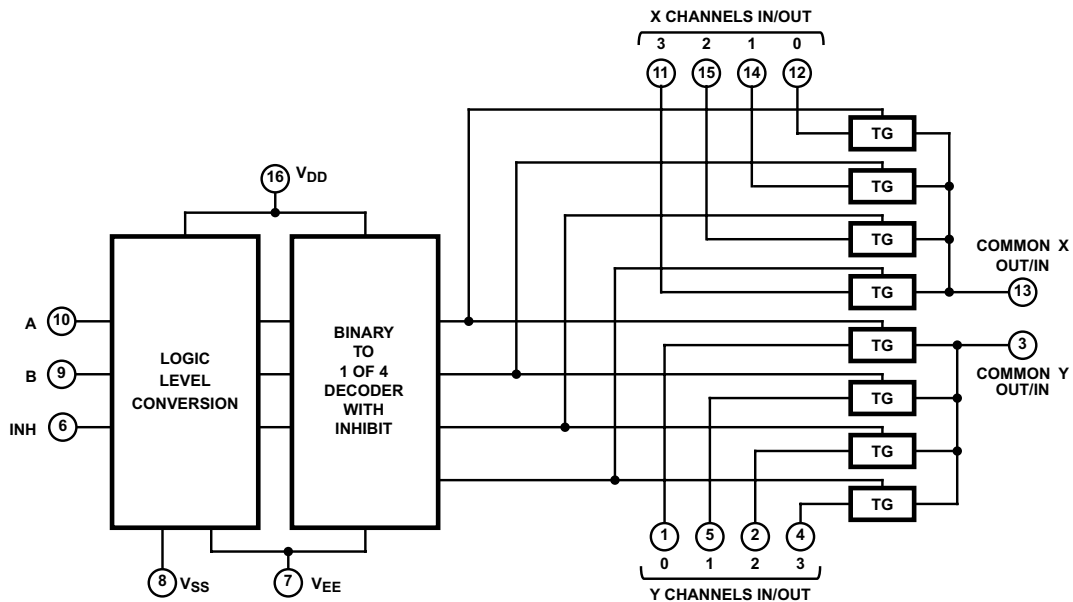 X CHANNELS IN/OUT
3 2 1 0
11 15 14 12
TG
TG
TG
TG
COMMON X
OUT/IN
13
16 VDD
A 10
B 9
INH 6
LOGIC
LEVEL
CONVERSION
BINARY
TO
1 OF 4
DECODER
WITH
INHIBIT
TG
TG
TG
TG
3
COMMON Y
OUT/IN
8 VSS
7 VEE
1 5 2 4
0 1 2 3
Y CHANNELS IN/OUT